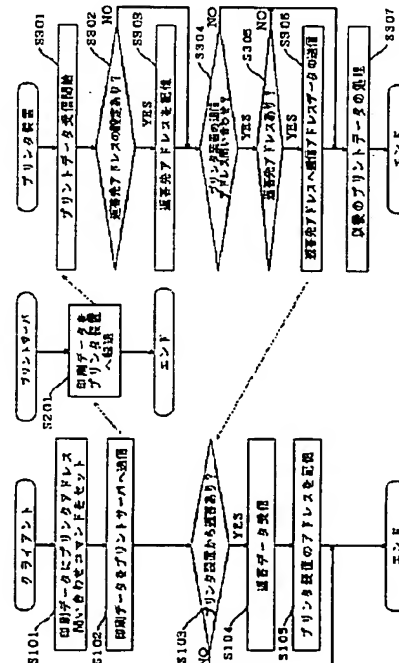 クライアント
S101
印刷データにプリンタアドレス
問い合わせコマンドをセット
S102
印刷データをプリントサーバへ送信
S103
プリンタ装置から返答あり?
NO
YES
S104
返答データ受信
S105
プリンタ装置のアドレスを記憶
エンド
プリントサーバ
S201
印刷データを
プリンタ装置
へ転送
エンド
プリンタ装置
S301
プリントデータ受信開始
S302
返答先アドレスの設定あり?
NO
YES
S303
返答先アドレスを記憶
S304
プリンタ装置の通信
アドレス問い合わせ?
NO
YES
S305
返答先アドレスあり?
NO
YES
S306
返答先アドレスへ通信アドレスデータの送信
S307
以後のプリントデータの処理
エンド